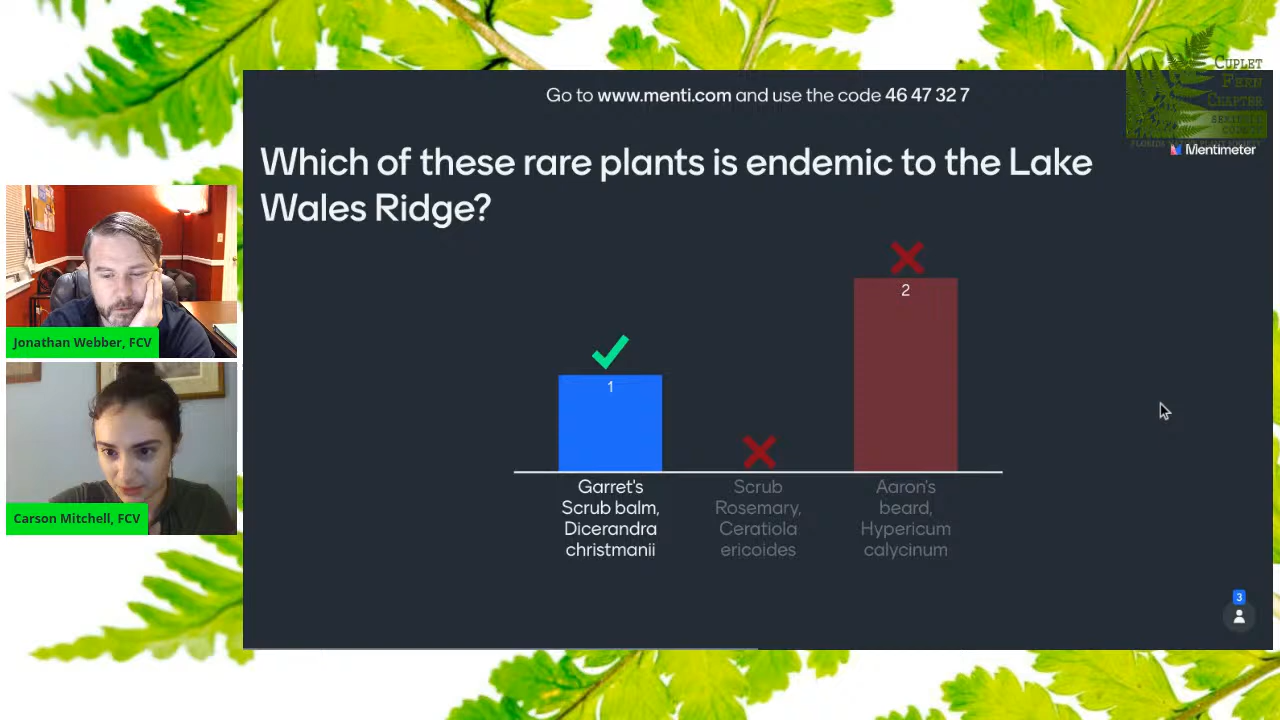 Go to www.menti.com and use the code 46 47 32 7
CUPLET
FERN
CHAPTER
SEMINOLE
COUNTY
Mentimeter
Which of these rare plants is endemic to the Lake
Wales Ridge?
2
1
Jonathan Webber, FCV
Carson Mitchell, FCV
Garret's
Scrub balm,
Dicerandra
christmanii
Scrub
Rosemary,
Ceratiola
ericoides
Aaron's
beard,
Hypericum
calycinum
3